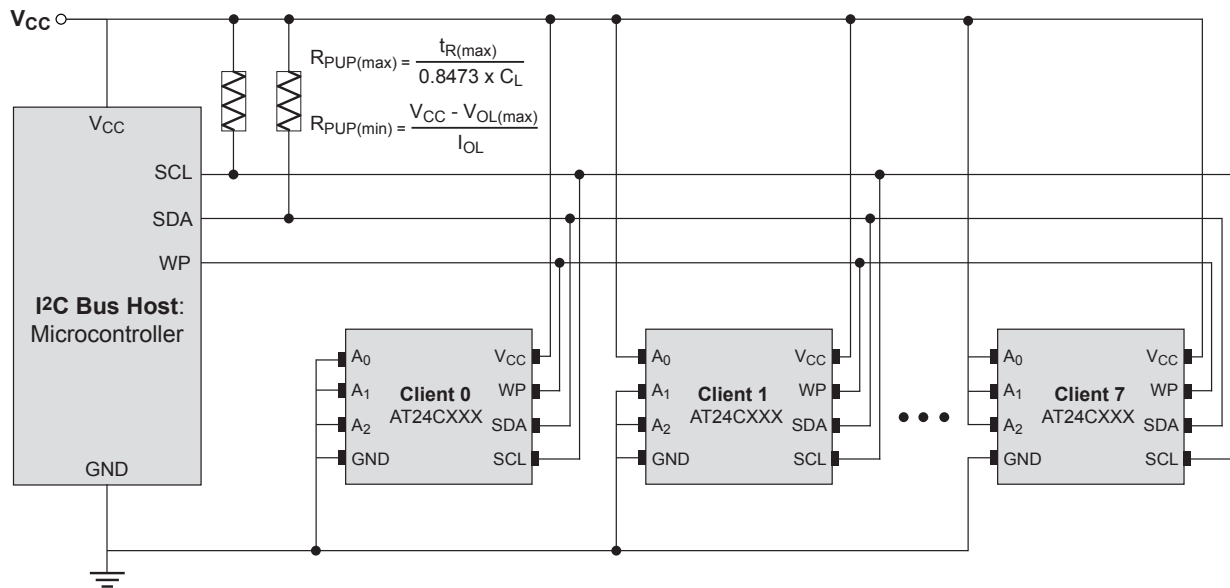 VCC
RPUP(max) = tR(max) / 0.8473 x CL
RPUP(min) = VCC - VOL(max) / IOL
VCC
SCL
SDA
WP
I2C Bus Host:
Microcontroller
GND
A0
A1
A2
GND
Client 0
AT24CXXX
VCC
WP
SDA
SCL
A0
A1
A2
GND
Client 1
AT24CXXX
VCC
WP
SDA
SCL
A0
A1
A2
GND
Client 7
AT24CXXX
VCC
WP
SDA
SCL